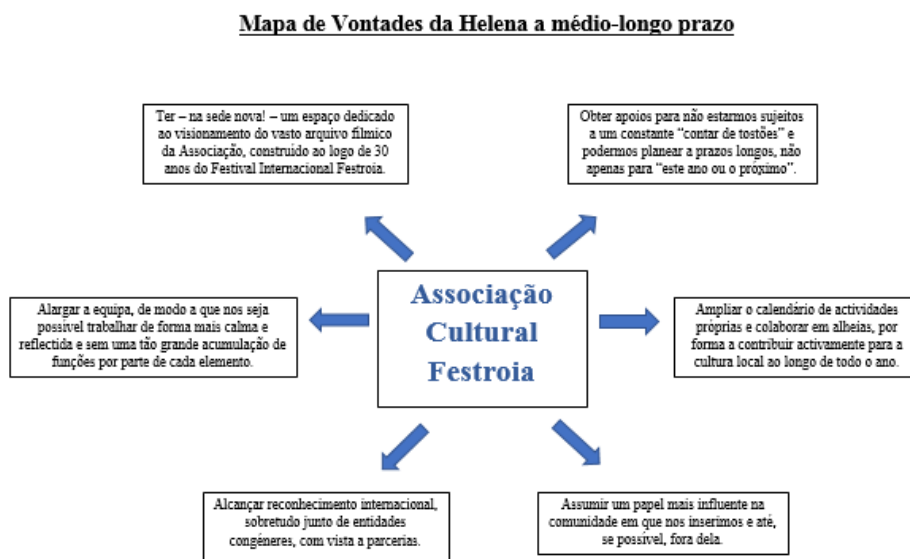 Mapa de Vontades da Helena a médio-longo prazo
Ter – na sede nova! – um espaço dedicado
ao visionamento do vasto arquivo fílmico
da Associação, construído ao logo de 30
anos do Festival Internacional Festroia.
Obter apoios para não estarmos sujeitos
a um constante “contar de tostões” e
podermos planear a prazos longos, não
apenas para “este ano ou o próximo”.
Associação
Cultural
Festroia
Alargar a equipa, de modo a que nos seja
possível trabalhar de forma mais calma e
reflectida e sem uma tão grande acumulação de
funções por parte de cada elemento.
Ampliar o calendário de actividades
próprias e colaborar em alheias, por
forma a contribuir activamente para a
cultura local ao longo de todo o ano.
Alcançar reconhecimento internacional,
sobretudo junto de entidades
congéneres, com vista a parcerias.
Assumir um papel mais influente na
comunidade em que nos inserimos e até,
se possível, fora dela.